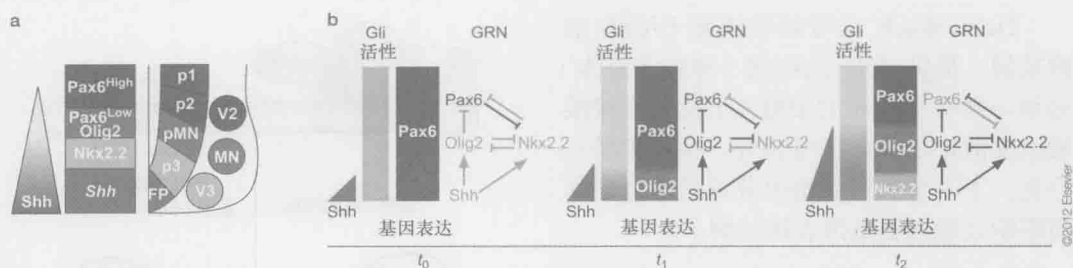 a
Pax6High
Pax6Low
Olig2
Nkx2.2
Shh
Shh
p1
p2
pMN
p3
FP
V2
MN
V3
b
Gli
活性
GRN
Pax6
Pax6
Olig2
Nkx2.2
Shh
Shh
基因表达
t0
Gli
活性
GRN
Pax6
Olig2
Pax6
Olig2
Nkx2.2
Shh
Shh
基因表达
t1
Gli
活性
GRN
Pax6
Olig2
Nkx2.2
Pax6
Olig2
Nkx2.2
Shh
Shh
基因表达
t2
©2012 Elsevier